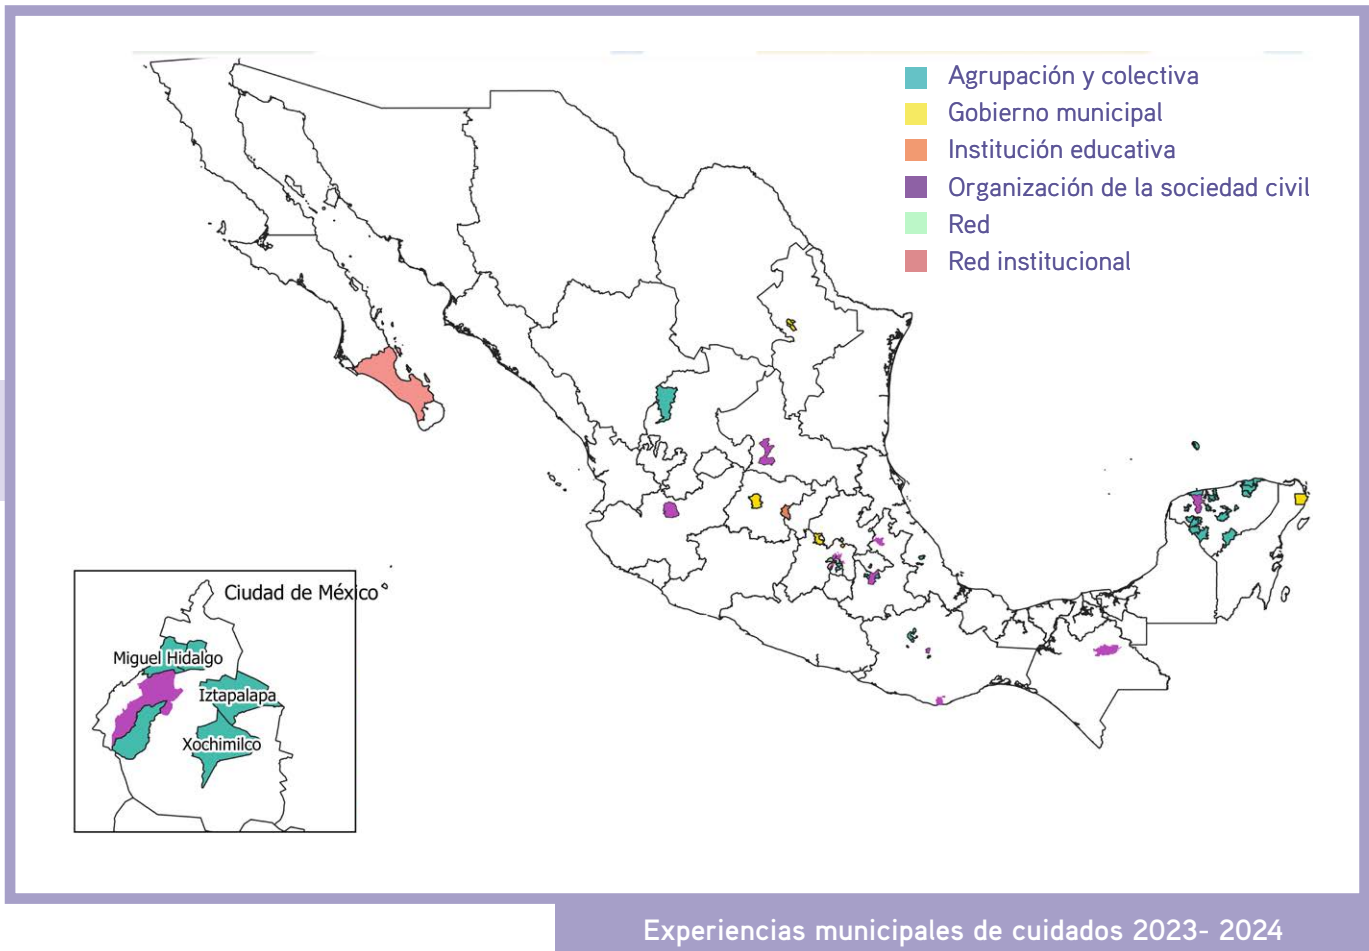 Agrupación y colectiva
Gobierno municipal
Institución educativa
Organización de la sociedad civil
Red
Red institucional
Ciudad de México
Miguel Hidalgo
Iztapalapa
Xochimilco
Experiencias municipales de cuidados 2023- 2024